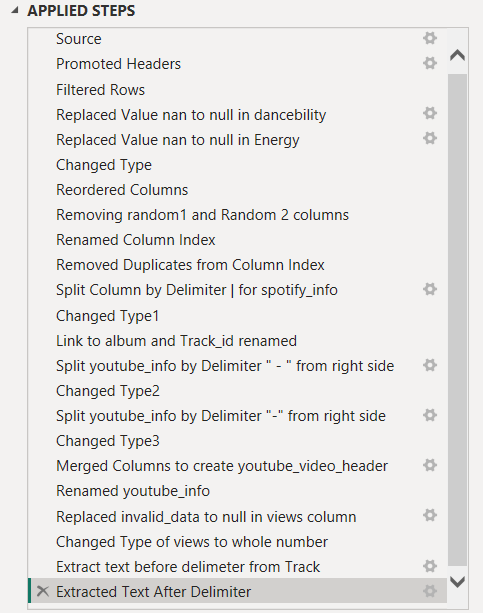 APPLIED STEPS
Source
Promoted Headers
Filtered Rows
Replaced Value nan to null in dancebility
Replaced Value nan to null in Energy
Changed Type
Reordered Columns
Removing random1 and Random 2 columns
Renamed Column Index
Removed Duplicates from Column Index
Split Column by Delimiter | for spotify_info
Changed Type1
Link to album and Track_id renamed
Split youtube_info by Delimiter " - " from right side
Changed Type2
Split youtube_info by Delimiter "-" from right side
Changed Type3
Merged Columns to create youtube_video_header
Renamed youtube_info
Replaced invalid_data to null in views column
Changed Type of views to whole number
Extract text before delimeter from Track
Extracted Text After Delimiter